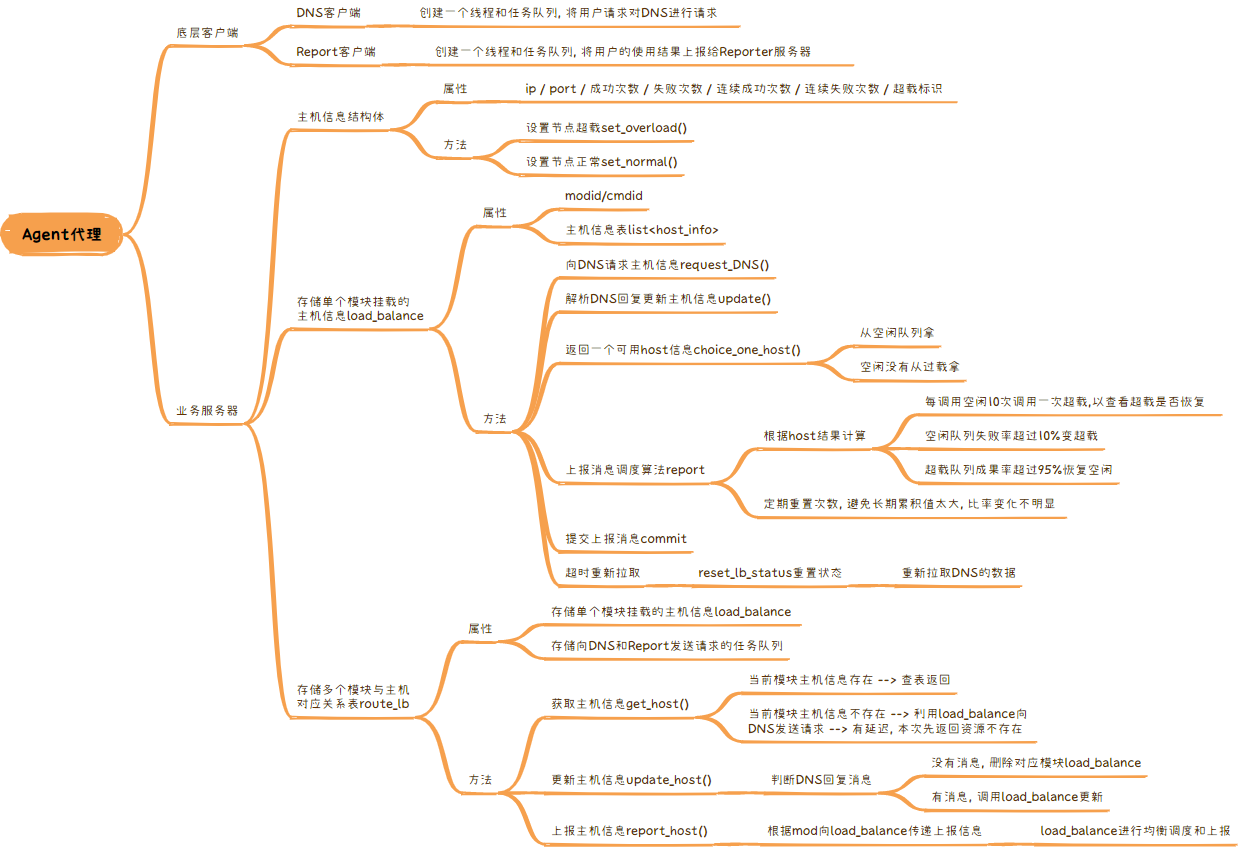 Agent代理
底层客户端
DNS客户端
创建一个线程和任务队列, 将用户请求对DNS进行请求
Report客户端
创建一个线程和任务队列, 将用户的使用结果上报给Reporter服务器
业务服务器
主机信息结构体
属性
ip / port / 成功次数 / 失败次数 / 连续成功次数 / 连续失败次数 / 超载标识
方法
设置节点超载set_overload()
设置节点正常set_normal()
存储单个模块挂载的
主机信息load_balance
属性
modid/cmdid
主机信息表list<host_info>
方法
向DNS请求主机信息request_DNS()
解析DNS回复更新主机信息update()
返回一个可用host信息choice_one_host()
从空闲队列拿
空闲没有从过载拿
上报消息调度算法report
根据host结果计算
每调用空闲10次调用一次超载,以查看超载是否恢复
空闲队列失败率超过10%变超载
超载队列成果率超过95%恢复空闲
定期重置次数, 避免长期累积值太大, 比率变化不明显
提交上报消息commit
超时重新拉取
reset_lb_status重置状态
重新拉取DNS的数据
存储多个模块与主机
对应关系表route_lb
属性
存储单个模块挂载的主机信息load_balance
存储向DNS和Report发送请求的任务队列
方法
获取主机信息get_host()
当前模块主机信息存在 --> 查表返回
当前模块主机信息不存在 --> 利用load_balance向
DNS发送请求 --> 有延迟, 本次先返回资源不存在
更新主机信息update_host()
判断DNS回复消息
没有消息, 删除对应模块load_balance
有消息, 调用load_balance更新
上报主机信息report_host()
根据mod向load_balance传递上报信息
load_balance进行均衡调度和上报